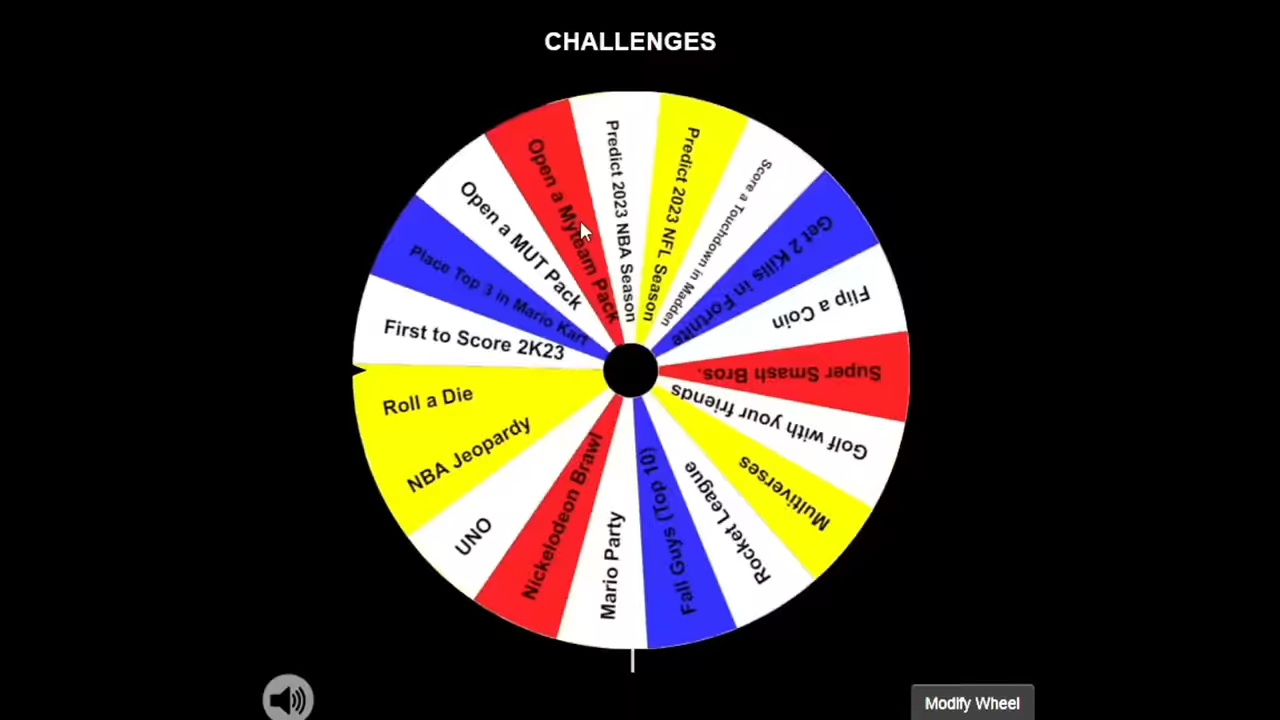 CHALLENGES
Predict 2023 NBA Season
Predict 2023 NFL Season
Score a Touchdown in Madden
Get 2 Kills in Fortnite
Flip a Coin
Super Smash Bros.
Golf with your friends
Multiverses
Rocket League
Fall Guys (Top 10)
Mario Party
Nickelodeon Brawl
UNO
NBA Jeopardy
Roll a Die
First to Score 2K23
Place Top 3 in Mario Kart
Open a MUT Pack
Open a Myteam Pack
Modify Wheel